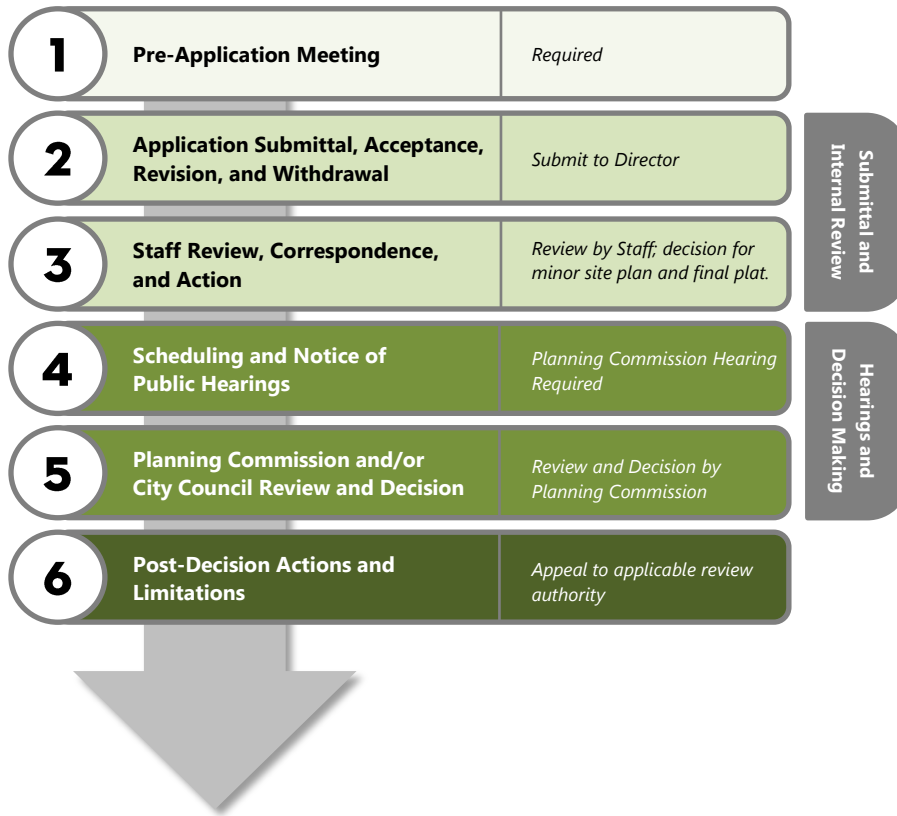 1
Pre-Application Meeting
Required
2
Application Submittal, Acceptance,
Revision, and Withdrawal
Submit to Director
3
Staff Review, Correspondence,
and Action
Review by Staff; decision for
minor site plan and final plat.
Submittal and
Internal Review
4
Scheduling and Notice of
Public Hearings
Planning Commission Hearing
Required
5
Planning Commission and/or
City Council Review and Decision
Review and Decision by
Planning Commission
Hearings and
Decision Making
6
Post-Decision Actions and
Limitations
Appeal to applicable review
authority